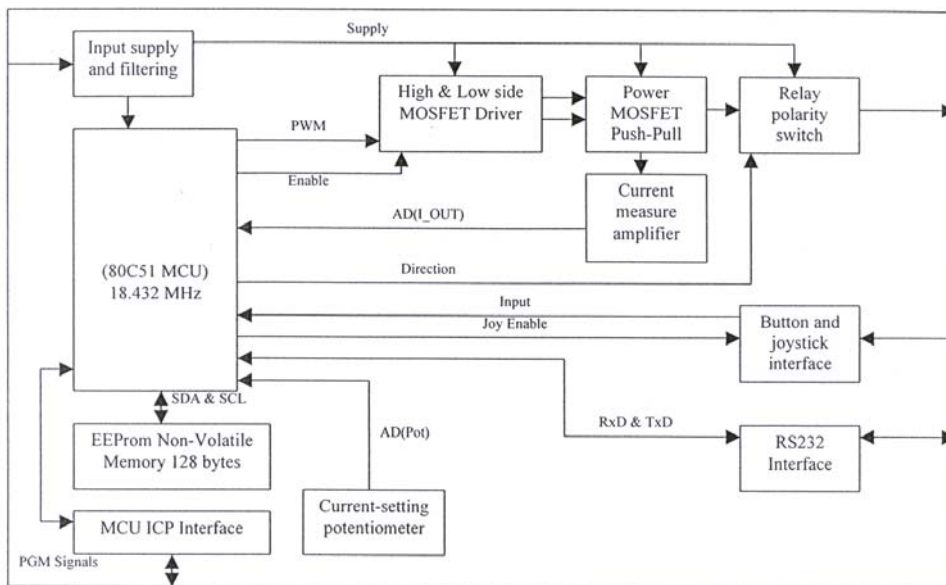 Supply
Input supply
and filtering
High & Low side
MOSFET Driver
Power
MOSFET
Push-Pull
Relay
polarity
switch
PWM
Enable
Current
measure
amplifier
AD(I_OUT)
(80C51 MCU)
18.432 MHz
Direction
Input
Joy Enable
Button and
joystick
interface
SDA & SCL
EEProm Non-Volatile
Memory 128 bytes
AD(Pot)
RxD & TxD
RS232
Interface
Current-setting
potentiometer
MCU ICP Interface
PGM Signals